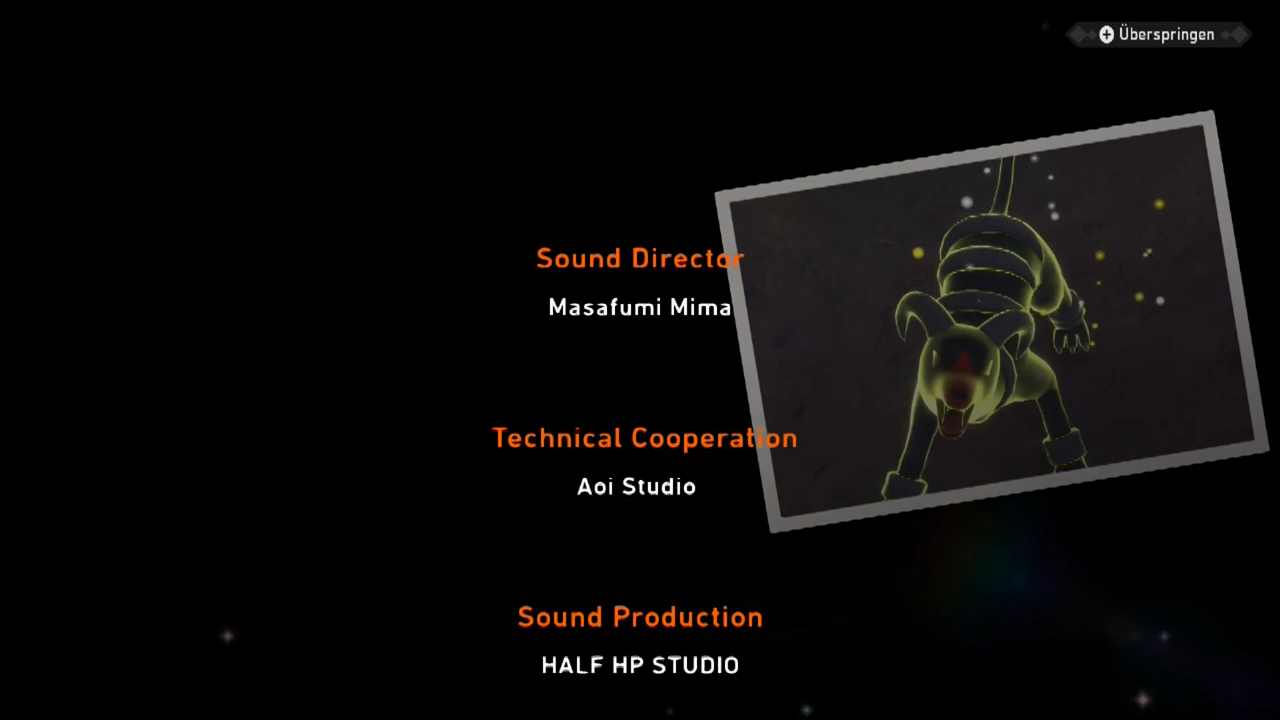 Überspringen
Sound Director
Masafumi Mima
Technical Cooperation
Aoi Studio
Sound Production
HALF HP STUDIO